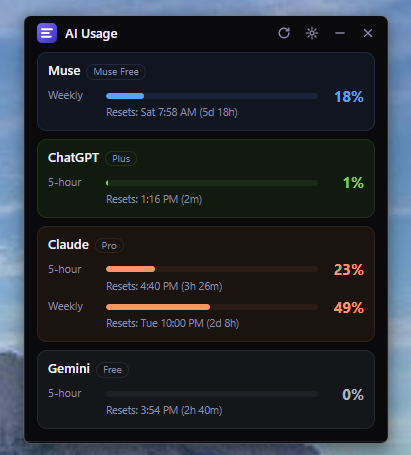 AI Usage
Muse Muse Free
Weekly 18%
Resets: Sat 7:58 AM (5d 18h)
ChatGPT Plus
5-hour 1%
Resets: 1:16 PM (2m)
Claude Pro
5-hour 23%
Resets: 4:40 PM (3h 26m)
Weekly 49%
Resets: Tue 10:00 PM (2d 8h)
Gemini Free
5-hour 0%
Resets: 3:54 PM (2h 40m)